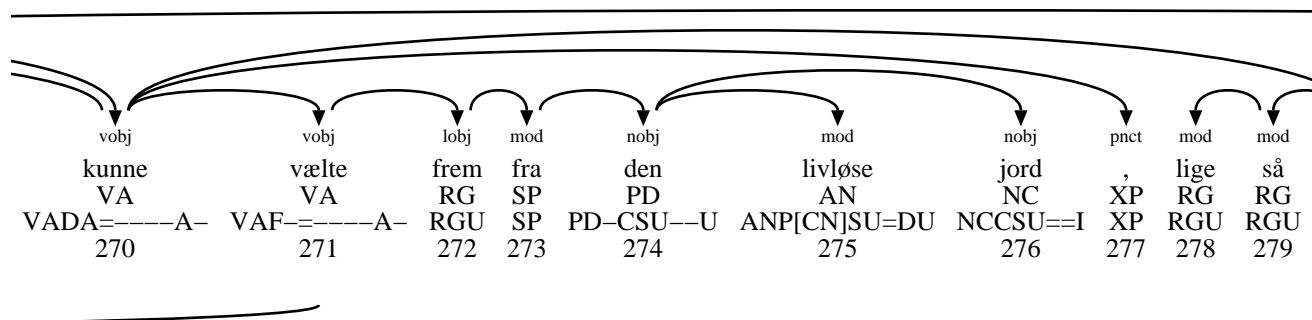 vobj vobj lobj mod nobj mod nobj pnct mod mod
kunne vælte frem fra den livløse jord , lige så
VA VA RG SP PD AN NC XP RG RG
VADA=−−−−A− VAF−=−−−−A− RGU SP PD−CSU−−U ANP[CN]SU=DU NCCSU==I XP RGU RGU
270 271 272 273 274 275 276 277 278 279